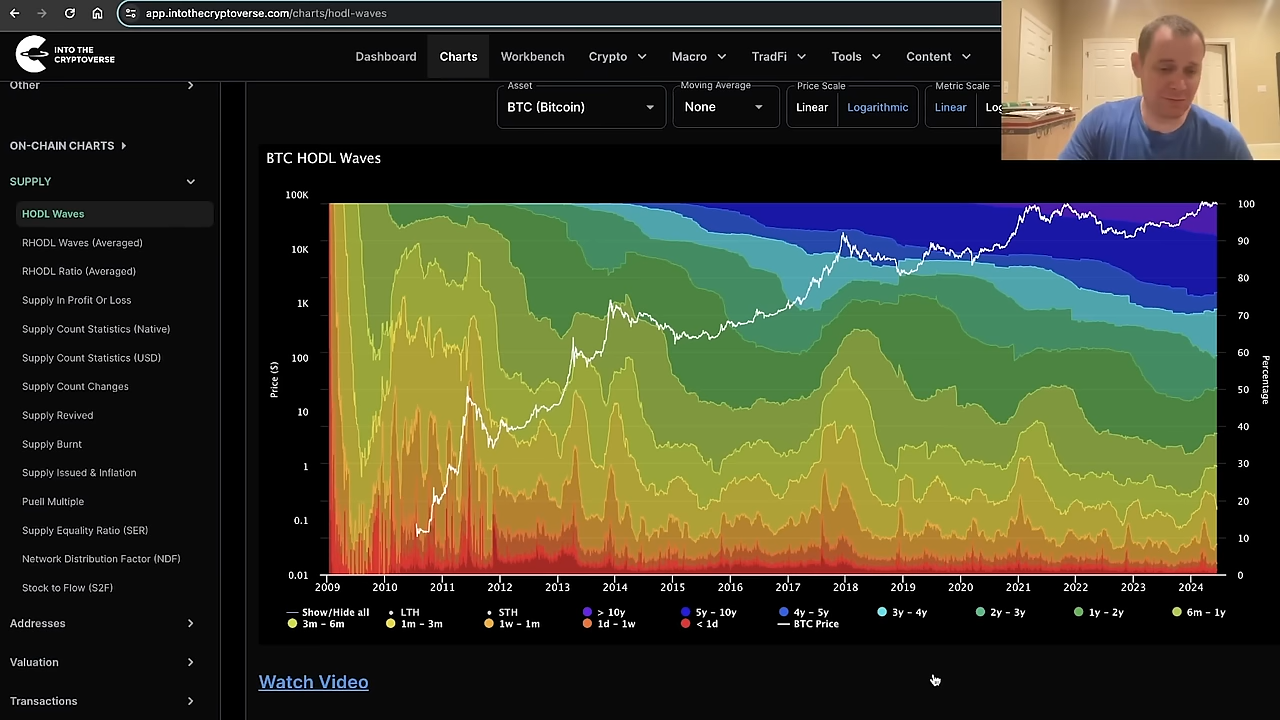 app.intothecryptoverse.com/charts/hodl-waves
INTO THE
CRYPTOVERSE
Dashboard Charts Workbench Crypto Macro TradFi Tools Content
Other
ON-CHAIN CHARTS
SUPPLY
HODL Waves
RHODL Waves (Averaged)
RHODL Ratio (Averaged)
Supply In Profit Or Loss
Supply Count Statistics (Native)
Supply Count Statistics (USD)
Supply Count Changes
Supply Revived
Supply Burnt
Supply Issued & Inflation
Puell Multiple
Supply Equality Ratio (SER)
Network Distribution Factor (NDF)
Stock to Flow (S2F)
Addresses
Valuation
Transactions
Asset Moving Average Price Scale Metric Scale
BTC (Bitcoin) None Linear Logarithmic Linear
BTC HODL Waves
100K
10K
1K
100
10
1
0.1
0.01
Price ($)
100
90
80
70
60
50
40
30
20
10
0
Percentage
2009 2010 2011 2012 2013 2014 2015 2016 2017 2018 2019 2020 2021 2022 2023 2024
Show/Hide all LTH STH > 10y 5y – 10y 4y – 5y 3y – 4y 2y – 3y 1y – 2y 6m – 1y
3m – 6m 1m – 3m 1w – 1m 1d – 1w < 1d BTC Price
Watch Video